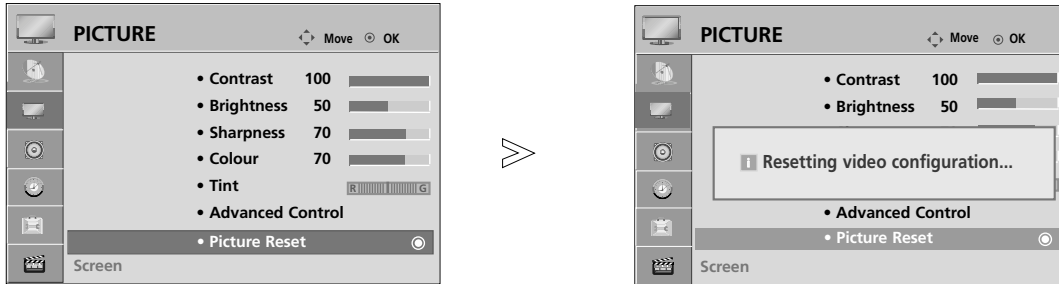 PICTURE Move OK
• Contrast 100
• Brightness 50
• Sharpness 70
• Colour 70
• Tint R G
• Advanced Control
• Picture Reset
Screen
PICTURE Move OK
• Contrast 100
• Brightness 50
i Resetting video configuration...
• Advanced Control
• Picture Reset
Screen